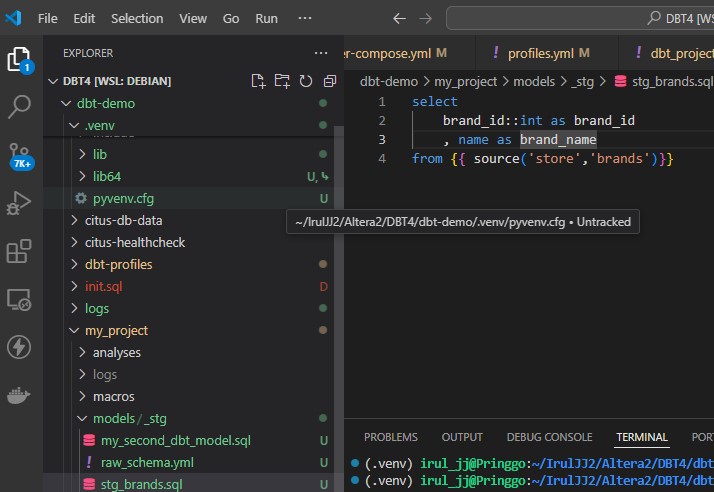 File Edit Selection View Go Run ··· ← → DBT4 [WS
EXPLORER ···
er-compose.yml M ! profiles.yml M ! dbt_project
DBT4 [WSL: DEBIAN]
dbt-demo > my_project > models > _stg > stg_brands.sql
dbt-demo
.venv
lib
lib64 U,
pyvenv.cfg U
citus-db-data
citus-healthcheck
dbt-profiles
init.sql D
logs
my_project
analyses
logs
macros
models / _stg
my_second_dbt_model.sql U
! raw_schema.yml U
stg_brands.sql U
1
7K+
1 select
2 brand_id::int as brand_id
3 , name as brand_name
4 from {{ source('store','brands')}}
~/IrulJJ2/Altera2/DBT4/dbt-demo/.venv/pyvenv.cfg • Untracked
PROBLEMS OUTPUT DEBUG CONSOLE TERMINAL POR
(.venv) irul_jj@Pringgo:~/IrulJJ2/Altera2/DBT4/dbt
(.venv) irul_jj@Pringgo:~/IrulJJ2/Altera2/DBT4/dbt